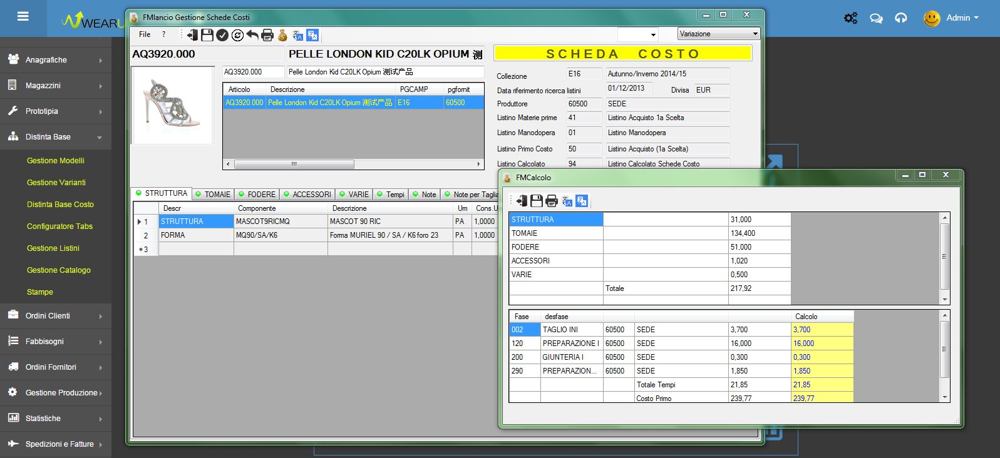 WEARU
Admin
Anagrafiche
Magazzini
Prototipia
Distinta Base
Gestione Modelli
Gestione Varianti
Distinta Base Costo
Configuratore Tabs
Gestione Listini
Gestione Catalogo
Stampe
Ordini Clienti
Fabbisogni
Ordini Fornitori
Gestione Produzione
Statistiche
Spedizioni e Fatture
FMlancio Gestione Schede Costi
File ? Variazione
AQ3920.000 PELLE LONDON KID C20LK OPIUM 测
SCHEDA COSTO
AQ3920.000 Pelle London Kid C20LK Opium 测试产品
Articolo Descrizione PGCAMP pgfornit
AQ3920.000 Pelle London Kid C20LK Opium 测试产品 E16 60500
Collezione E16 Autunno/Inverno 2014/15
Data riferimento ricerca listini 01/12/2013 Divisa EUR
Produttore 60500 SEDE
Listino Materie prime 41 Listino Acquisto 1a Scelta
Listino Manodopera 01 Listino Manodopera
Listino Primo Costo 50 Listino Acquisto (1a Scelta)
Listino Calcolato 94 Listino Calcolato Schede Costo
STRUTTURA TOMAIE FODERE ACCESSORI VARIE Tempi Note Note per Taglia
Descr Componente Descrizione Um Cons.U
1 STRUTTURA MASCOT9RICMQ MASCOT 90 RIC PA 1,0000
2 FORMA MQ90/SA/K6 Forma MURIEL 90 / SA / K6 foro 23 PA 1,0000
*3
FMCalcolo
STRUTTURA 31,000
TOMAIE 134,400
FODERE 51,000
ACCESSORI 1,020
VARIE 0,500
Totale 217,92
Fase desfase Calcolo
002 TAGLIO INI 60500 SEDE 3,700 3,700
120 PREPARAZIONE I 60500 SEDE 16,000 16,000
200 GIUNTERIA I 60500 SEDE 0,300 0,300
290 PREPARAZION... 60500 SEDE 1,850 1,850
Totale Tempi 21,85 21,85
Costo Primo 239,77 239,77